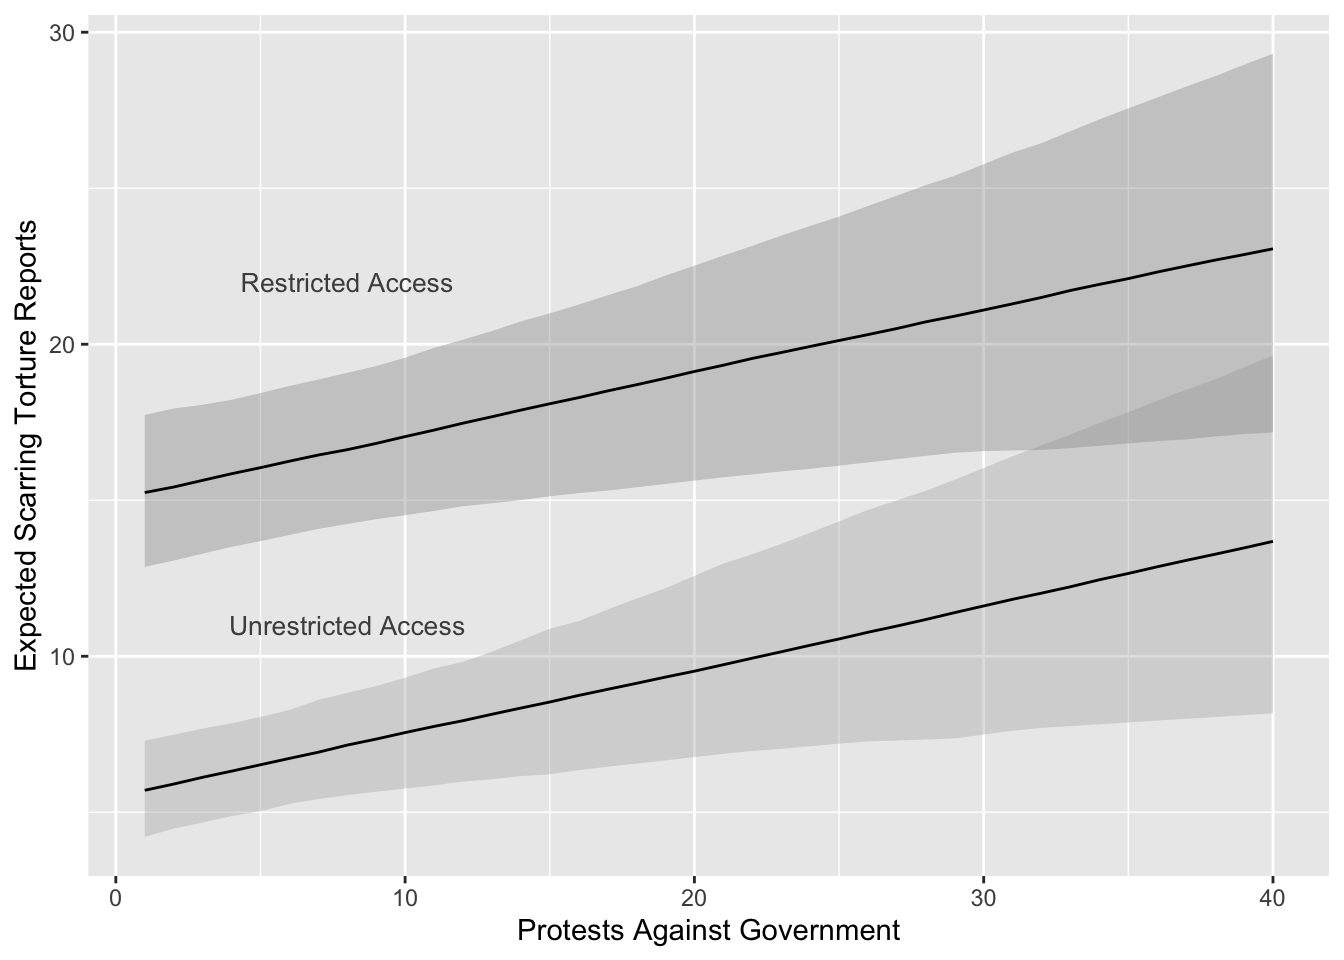 30
20
10
Expected Scarring Torture Reports
Restricted Access
Unrestricted Access
0 10 20 30 40
Protests Against Government